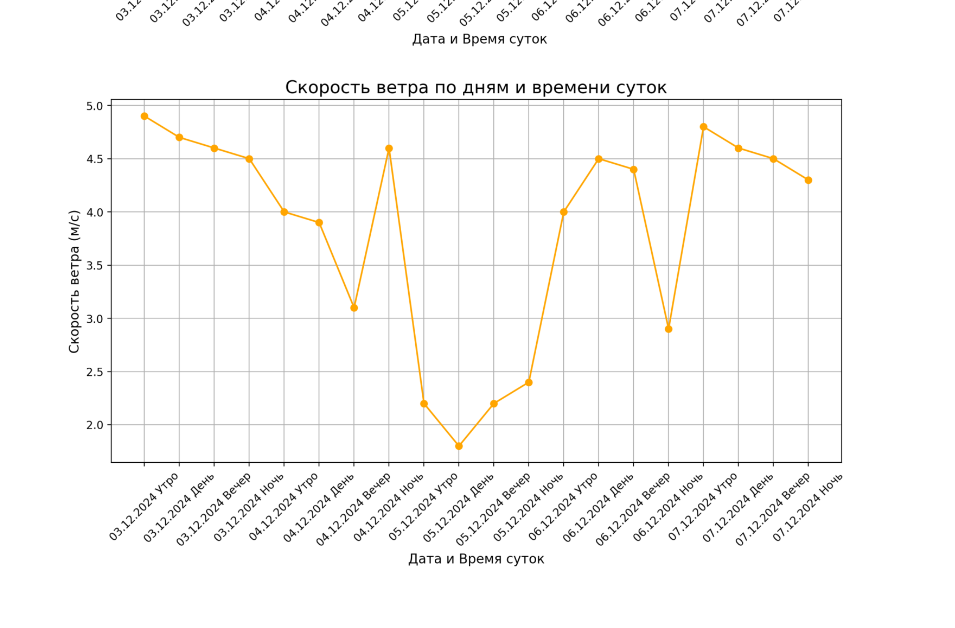 Дата и Время суток
Скорость ветра по дням и времени суток
Скорость ветра (м/с)
5.0
4.5
4.0
3.5
3.0
2.5
2.0
03.12.2024 Утро
03.12.2024 День
03.12.2024 Вечер
03.12.2024 Ночь
04.12.2024 Утро
04.12.2024 День
04.12.2024 Вечер
04.12.2024 Ночь
05.12.2024 Утро
05.12.2024 День
05.12.2024 Вечер
05.12.2024 Ночь
06.12.2024 Утро
06.12.2024 День
06.12.2024 Вечер
06.12.2024 Ночь
07.12.2024 Утро
07.12.2024 День
07.12.2024 Вечер
07.12.2024 Ночь
Дата и Время суток